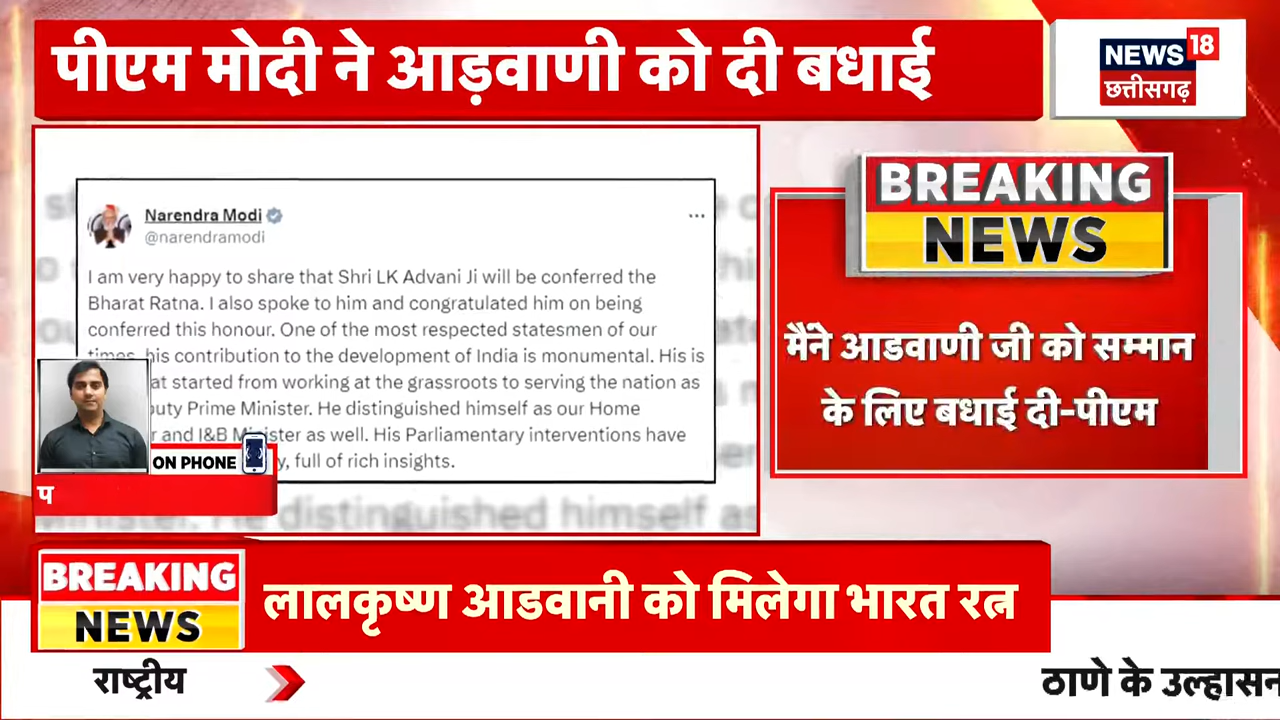 पीएम मोदी ने आड़वाणी को दी बधाई
NEWS 18
छत्तीसगढ़
Narendra Modi
@narendramodi
I am very happy to share that Shri LK Advani Ji will be conferred the
Bharat Ratna. I also spoke to him and congratulated him on being
conferred this honour. One of the most respected statesmen of our
times, his contribution to the development of India is monumental. His is
started from working at the grassroots to serving the nation as
Prime Minister. He distinguished himself as our Home
and I&B Minister as well. His Parliamentary interventions have
full of rich insights.
BREAKING
NEWS
मैंने आडवाणी जी को सम्मान
के लिए बधाई दी-पीएम
ON PHONE
प
distinguished himself
BREAKING
NEWS
लालकृष्ण आडवानी को मिलेगा भारत रत्न
राष्ट्रीय
ठाणे के